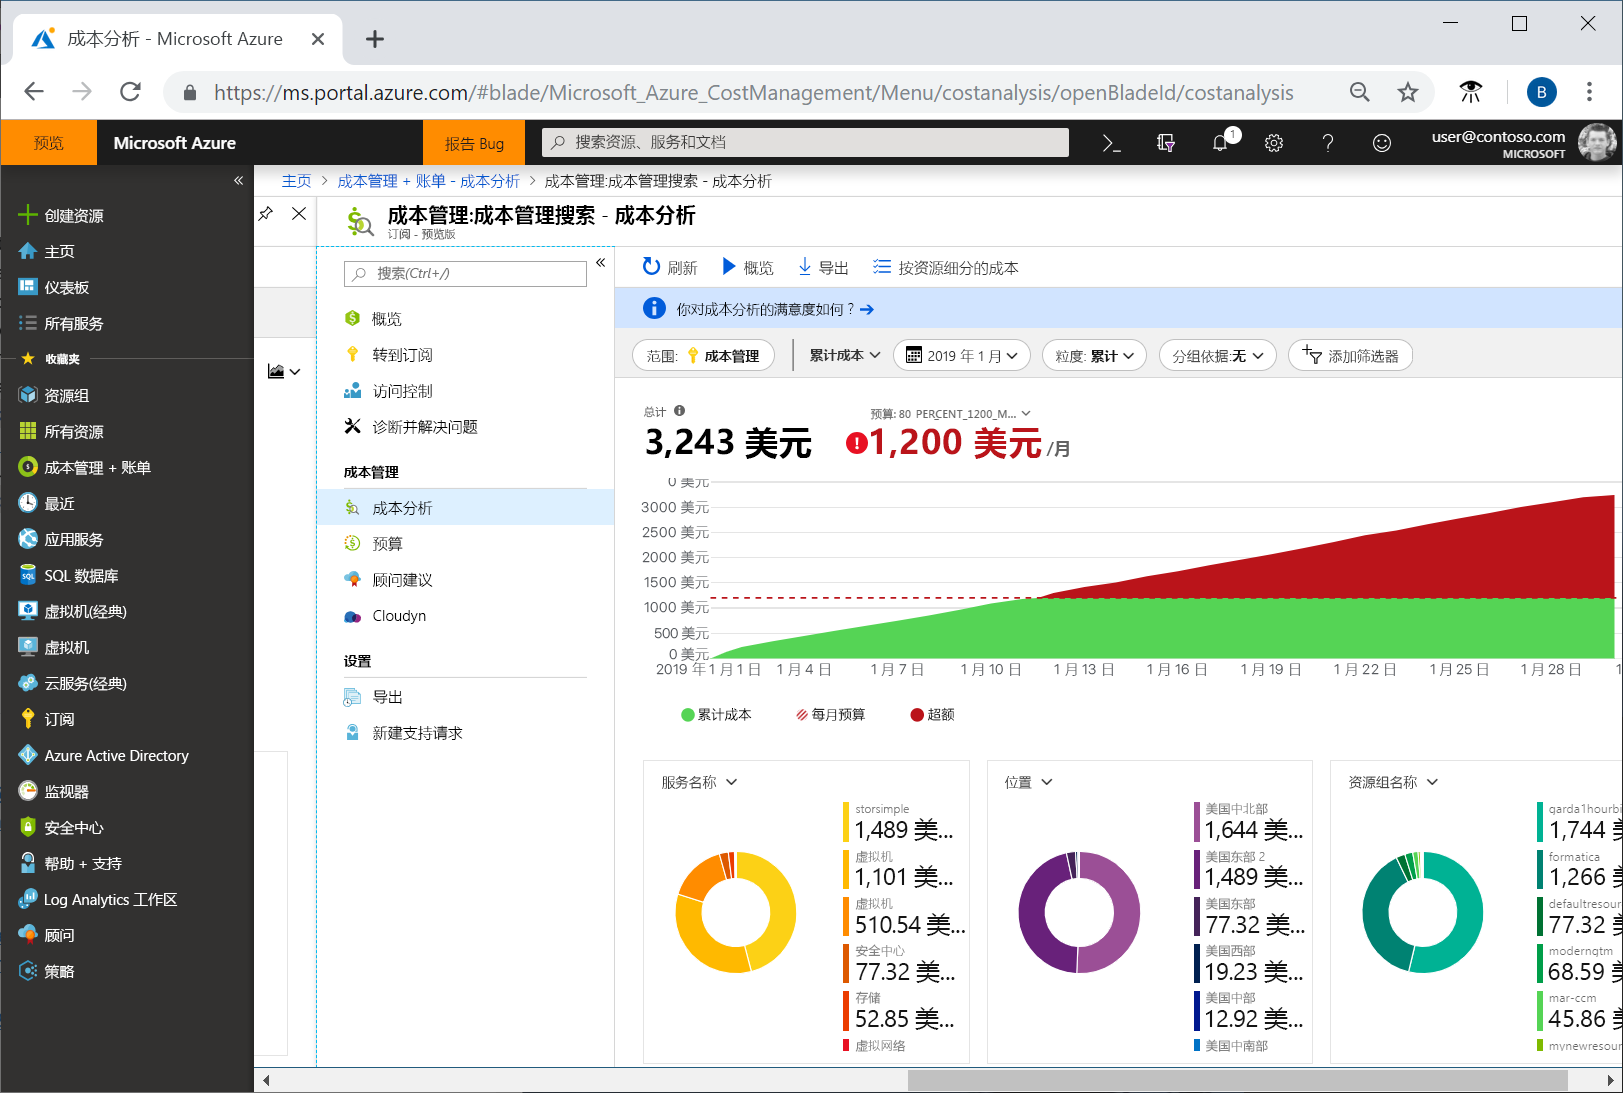 成本分析 - Microsoft Azure
https://ms.portal.azure.com/#blade/Microsoft_Azure_CostManagement/Menu/costanalysis/openBladeId/costanalysis
B
预览
Microsoft Azure
报告 Bug
搜索资源、服务和文档
1
user@contoso.com
MICROSOFT
主页 > 成本管理 + 账单 - 成本分析 > 成本管理:成本管理搜索 - 成本分析
创建资源
主页
仪表板
所有服务
收藏夹
资源组
所有资源
成本管理 + 账单
最近
应用服务
SQL 数据库
虚拟机(经典)
虚拟机
云服务(经典)
订阅
Azure Active Directory
监视器
安全中心
帮助 + 支持
Log Analytics 工作区
顾问
策略
成本管理:成本管理搜索 - 成本分析
订阅 - 预览版
搜索(Ctrl+/)
概览
转到订阅
访问控制
诊断并解决问题
成本管理
成本分析
预算
顾问建议
Cloudyn
设置
导出
新建支持请求
刷新 概览 导出 按资源细分的成本
你对成本分析的满意度如何？
范围: 成本管理 累计成本 2019 年 1 月 粒度: 累计 分组依据:无 添加筛选器
总计
3,243 美元
预算: 80 PERCENT_1200_M...
1,200 美元 /月
0 美元
3000 美元
2500 美元
2000 美元
1500 美元
1000 美元
500 美元
0 美元
2019 年 1 月 1 日 1 月 4 日 1 月 7 日 1 月 10 日 1 月 13 日 1 月 16 日 1 月 19 日 1 月 22 日 1 月 25 日 1 月 28 日 1
累计成本 每月预算 超额
服务名称
storsimple
1,489 美...
虚拟机
1,101 美...
虚拟机
510.54 美...
安全中心
77.32 美...
存储
52.85 美...
虚拟网络
位置
美国中北部
1,644 美...
美国东部 2
1,489 美...
美国东部
77.32 美...
美国西部
19.23 美...
美国中部
12.92 美...
美国中南部
资源组名称
garda1hourbi
1,744 美
formatica
1,266 美
defaultresour
77.32 美
modernqtm
68.59 美
mar-ccm
45.86 美
mynewresour